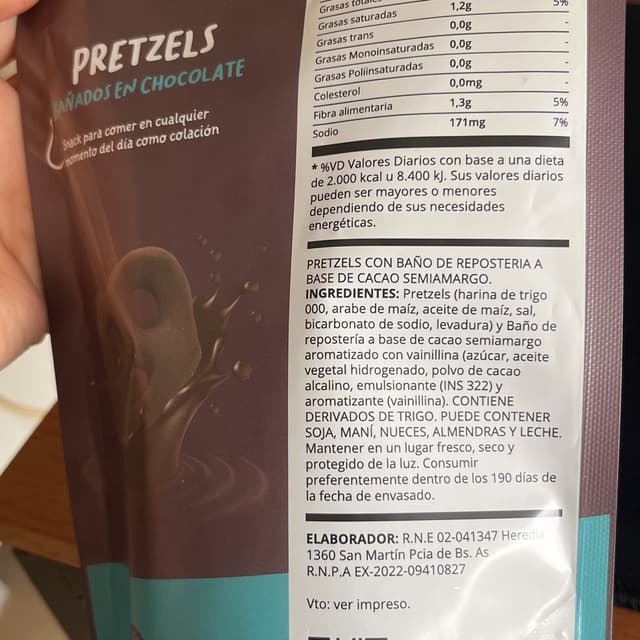 PRETZELS
BAÑADOS EN CHOCOLATE
Snack para comer en cualquier
momento del día como colación
Grasas totales 1,2g 5%
Grasas saturadas
Grasas trans 0,0g -
Grasas Monoinsaturadas 0,0g -
Grasas Poliinsaturadas 0,0g -
Colesterol 0,0mg -
Fibra alimentaria 1,3g 5%
Sodio 171mg 7%
* %VD Valores Diarios con base a una dieta
de 2.000 kcal u 8.400 kJ. Sus valores diarios
pueden ser mayores o menores
dependiendo de sus necesidades
energéticas.
PRETZELS CON BAÑO DE REPOSTERIA A
BASE DE CACAO SEMIAMARGO.
INGREDIENTES: Pretzels (harina de trigo
000, arabe de maíz, aceite de maíz, sal,
bicarbonato de sodio, levadura) y Baño de
repostería a base de cacao semiamargo
aromatizado con vainillina (azúcar, aceite
vegetal hidrogenado, polvo de cacao
alcalino, emulsionante (INS 322) y
aromatizante (vainillina). CONTIENE
DERIVADOS DE TRIGO. PUEDE CONTENER
SOJA, MANÍ, NUECES, ALMENDRAS Y LECHE.
Mantener en un lugar fresco, seco y
protegido de la luz. Consumir
preferentemente dentro de los 190 días de
la fecha de envasado.
ELABORADOR: R.N.E 02-041347 Heredia
1360 San Martín Pcia de Bs. As
R.N.P.A EX-2022-09410827
Vto: ver impreso.